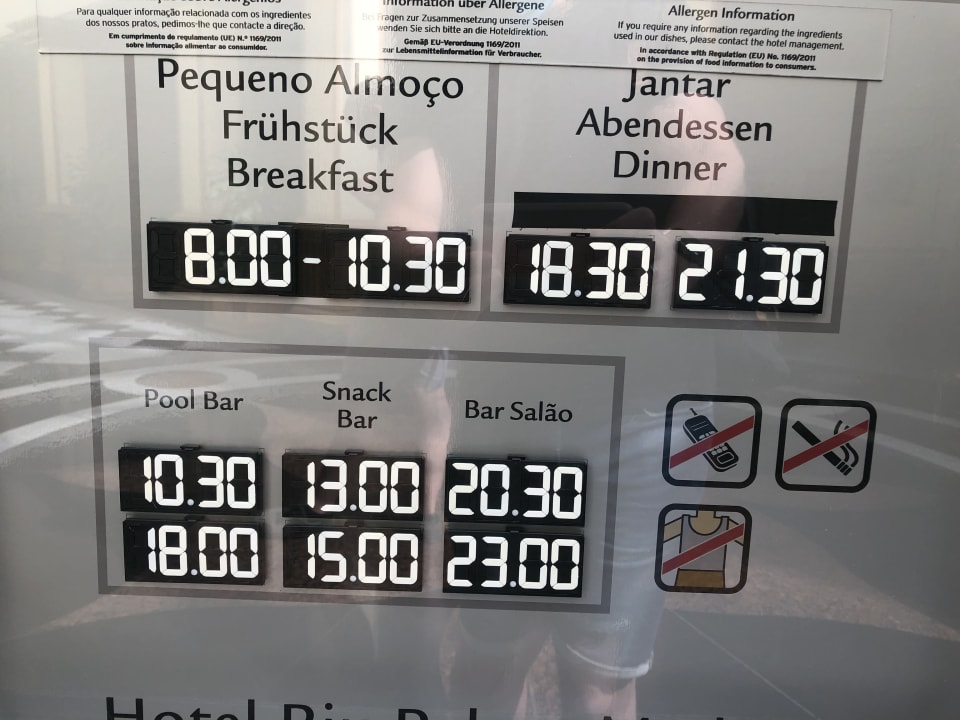 Para qualquer informação relacionada com os ingredientes
dos nossos pratos, pedimos-lhe que contacte a direção.
Em cumprimento do regulamento (UE) N.º 1169/2011
sobre informação alimentar ao consumidor.
Information über Allergene
Bei Fragen zur Zusammensetzung unserer Speisen
wenden Sie sich bitte an die Hoteldirektion.
Gemäß EU-Verordnung 1169/2011
zur Lebensmittelinformation für Verbraucher.
Allergen Information
If you require any information regarding the ingredients
used in our dishes, please contact the hotel management.
In accordance with Regulation (EU) No. 1169/2011
on the provision of food information to consumers.
Pequeno Almoço
Frühstück
Breakfast
8.00 - 10.30
Jantar
Abendessen
Dinner
18.30 21.30
Pool Bar
10.30
18.00
Snack
Bar
13.00
15.00
Bar Salão
20.30
23.00
Hotel